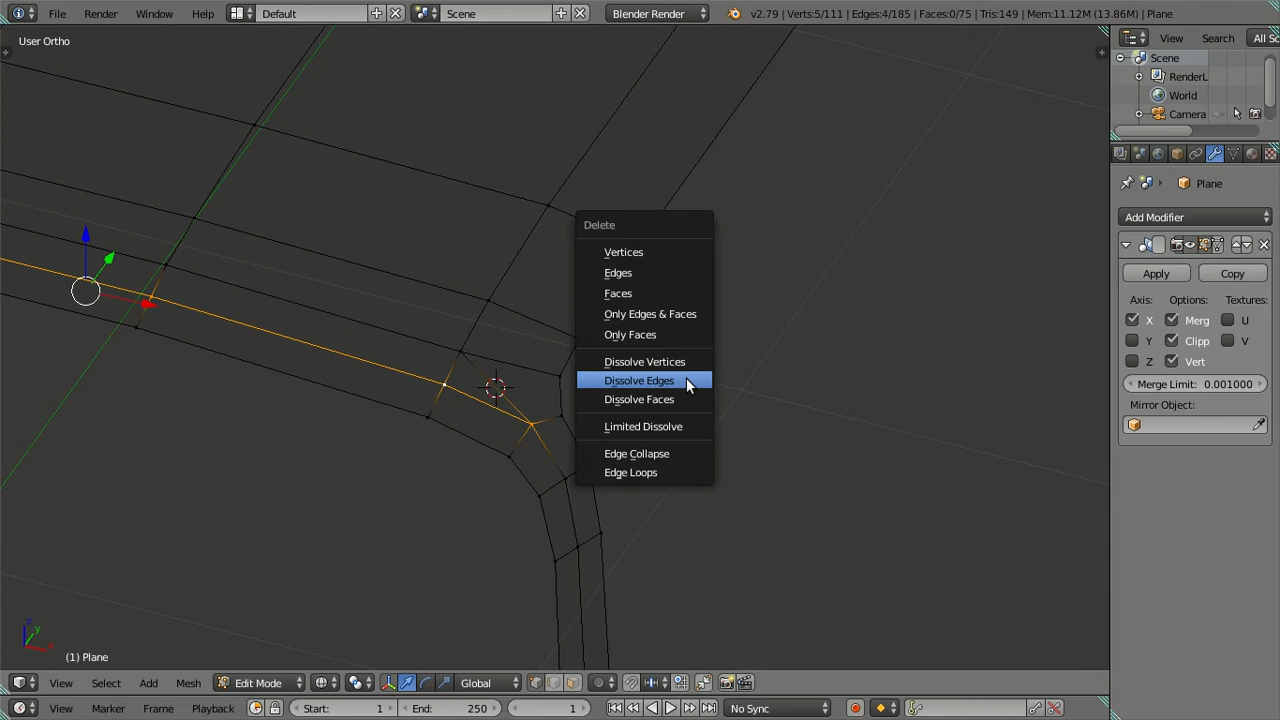 File Render Window Help Default Scene Blender Render v2.79 | Verts:5/111 | Edges:4/185 | Faces:0/75 | Tris:149 | Mem:11.12M (13.86M) | Plane
User Ortho
View Search All Sc
Scene
RenderL
World
Camera
Plane
Add Modifier
Apply Copy
Axis: Options: Textures:
X Merg U
Y Clipp V
Z Vert
Merge Limit: 0.001000
Mirror Object:
Delete
Vertices
Edges
Faces
Only Edges & Faces
Only Faces
Dissolve Vertices
Dissolve Edges
Dissolve Faces
Limited Dissolve
Edge Collapse
Edge Loops
z
y
x
(1) Plane
View Select Add Mesh Edit Mode Global
View Marker Frame Playback Start: 1 End: 250 1 No Sync